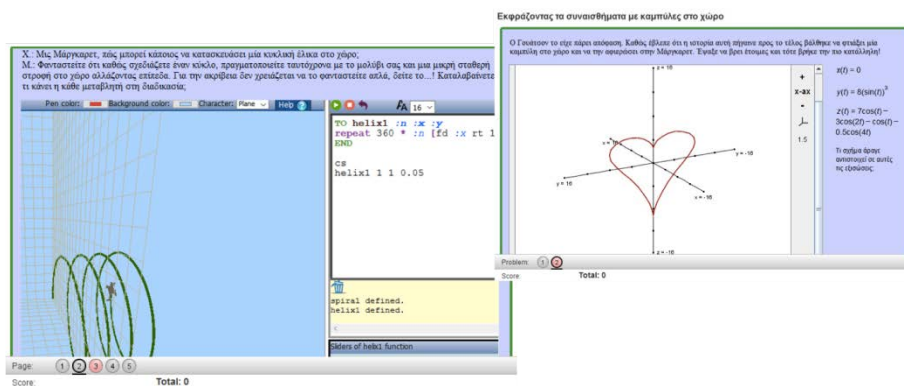 Χ.: Μις Μάργκαρετ, πώς μπορεί κάποιος να κατασκευάσει μία κυκλική έλικα στο χώρο;
Μ.: Φανταστείτε ότι καθώς σχεδιάζετε έναν κύκλο, πραγματοποιείτε ταυτόχρονα με το μολύβι σας και μια μικρή σταθερή
στροφή στο χώρο αλλάζοντας επίπεδα. Για την ακρίβεια δεν χρειάζεται να το φανταστείτε απλά, δείτε το...! Καταλαβαίνετε
τι κάνει η κάθε μεταβλητή στη διαδικασία;
Pen color: Background color: Character: Plane Help
16
TO helix1 :n :x :y
repeat 360 * :n [fd :x rt 1
END
cs
helix1 1 1 0.05
spiral defined.
helix1 defined.
Sliders of helix1 function
Page: 1 2 3 4 5
Score: Total: 0
Εκφράζοντας τα συναισθήματα με καμπύλες στο χώρο
Ο Γουάτσον το είχε πάρει απόφαση. Καθώς έβλεπε ότι η ιστορία αυτή πήγαινε προς το τέλος βάλθηκε να φτιάξει μία
καμπύλη στο χώρο και να την αφιερώσει στην Μάργκαρετ. Έψαξε να βρει έτοιμες και τότε βρήκε την πιο κατάλληλη!
z = 16
y = 16
y = -16
x = -16
z = -16
+
x-ax
-
1.5
x(t) = 0
y(t) = 8(sin(t))³
z(t) = 7cos(t) −
3cos(2t) − cos(t) −
0.5cos(4t)
Τι σχήμα άραγε
αντιστοιχεί σε αυτές
τις εξισώσεις;
Problem: 1 2
Score: Total: 0